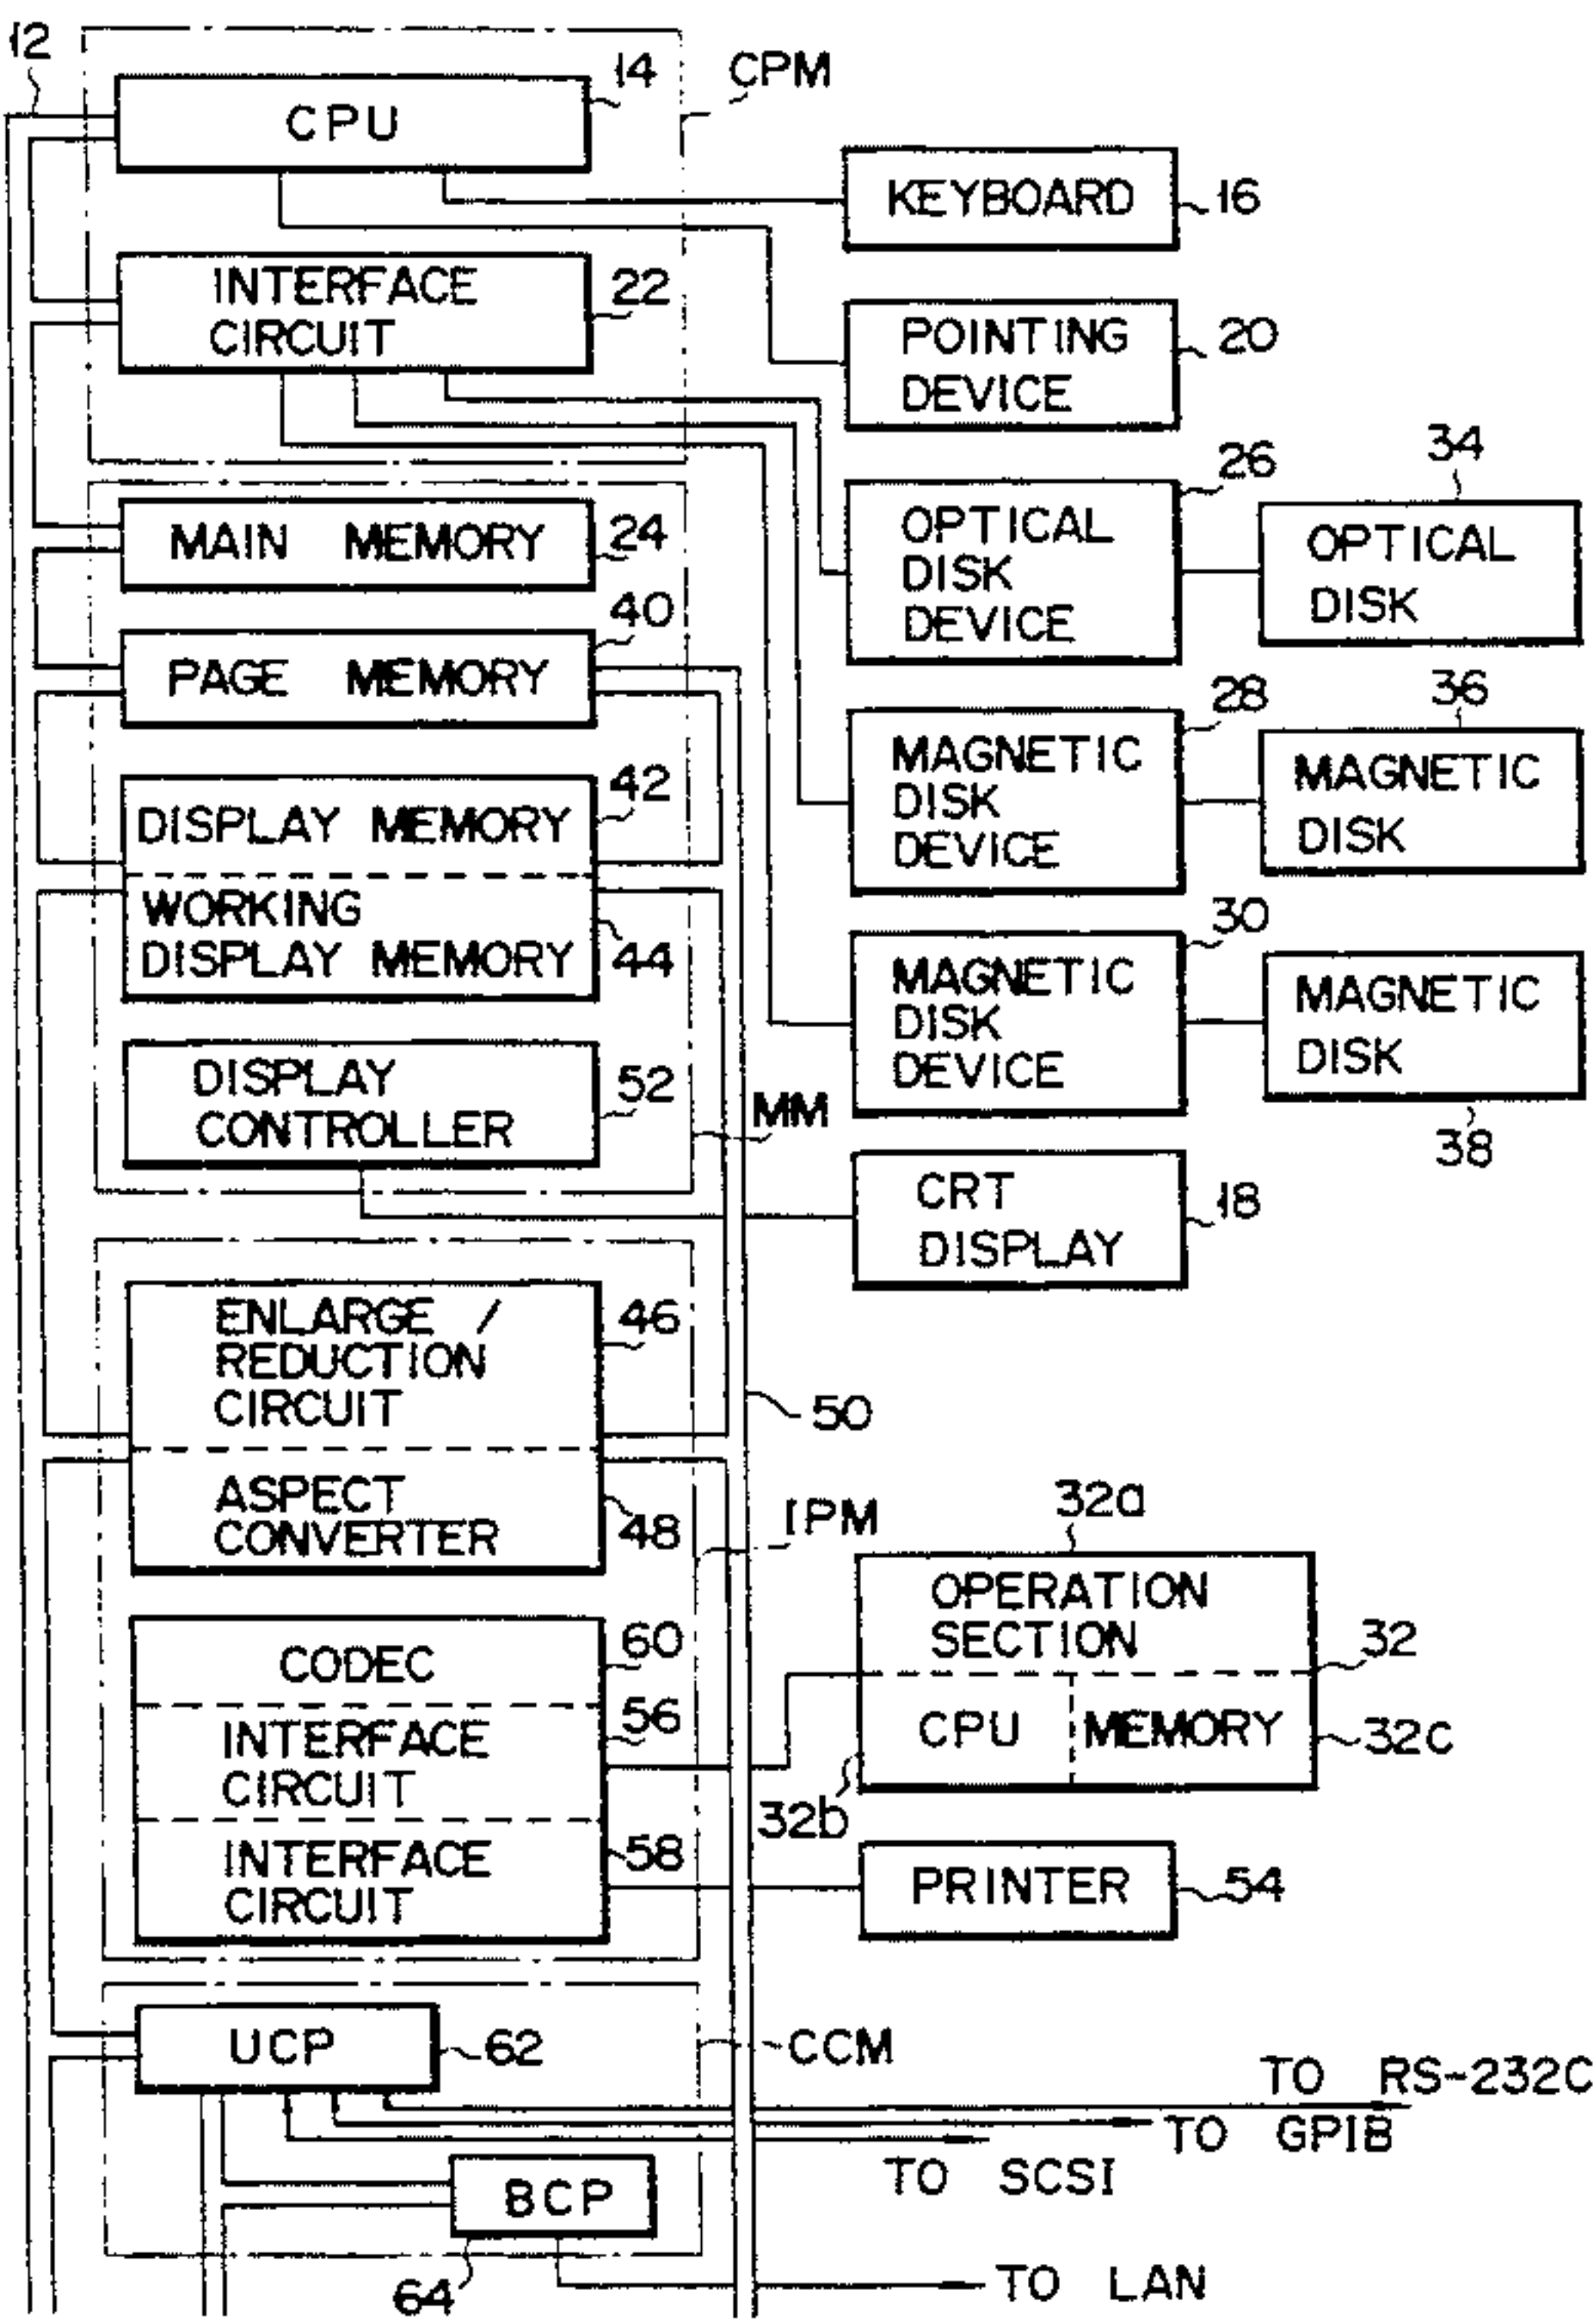 12
14
CPM
CPU
KEYBOARD
16
INTERFACE
CIRCUIT
22
POINTING
DEVICE
20
26
34
MAIN MEMORY
24
OPTICAL
DISK
DEVICE
OPTICAL
DISK
40
PAGE MEMORY
28
36
MAGNETIC
DISK
DEVICE
MAGNETIC
DISK
42
DISPLAY MEMORY
WORKING
DISPLAY MEMORY
44
30
MAGNETIC
DISK
DEVICE
MAGNETIC
DISK
38
DISPLAY
CONTROLLER
52
MM
CRT
DISPLAY
18
ENLARGE /
REDUCTION
CIRCUIT
46
50
ASPECT
CONVERTER
48
IPM
32a
OPERATION
SECTION
32
CODEC
60
56
INTERFACE
CIRCUIT
CPU
MEMORY
32c
32b
INTERFACE
CIRCUIT
58
PRINTER
54
UCP
62
CCM
TO RS-232C
TO GPIB
TO SCSI
BCP
64
TO LAN